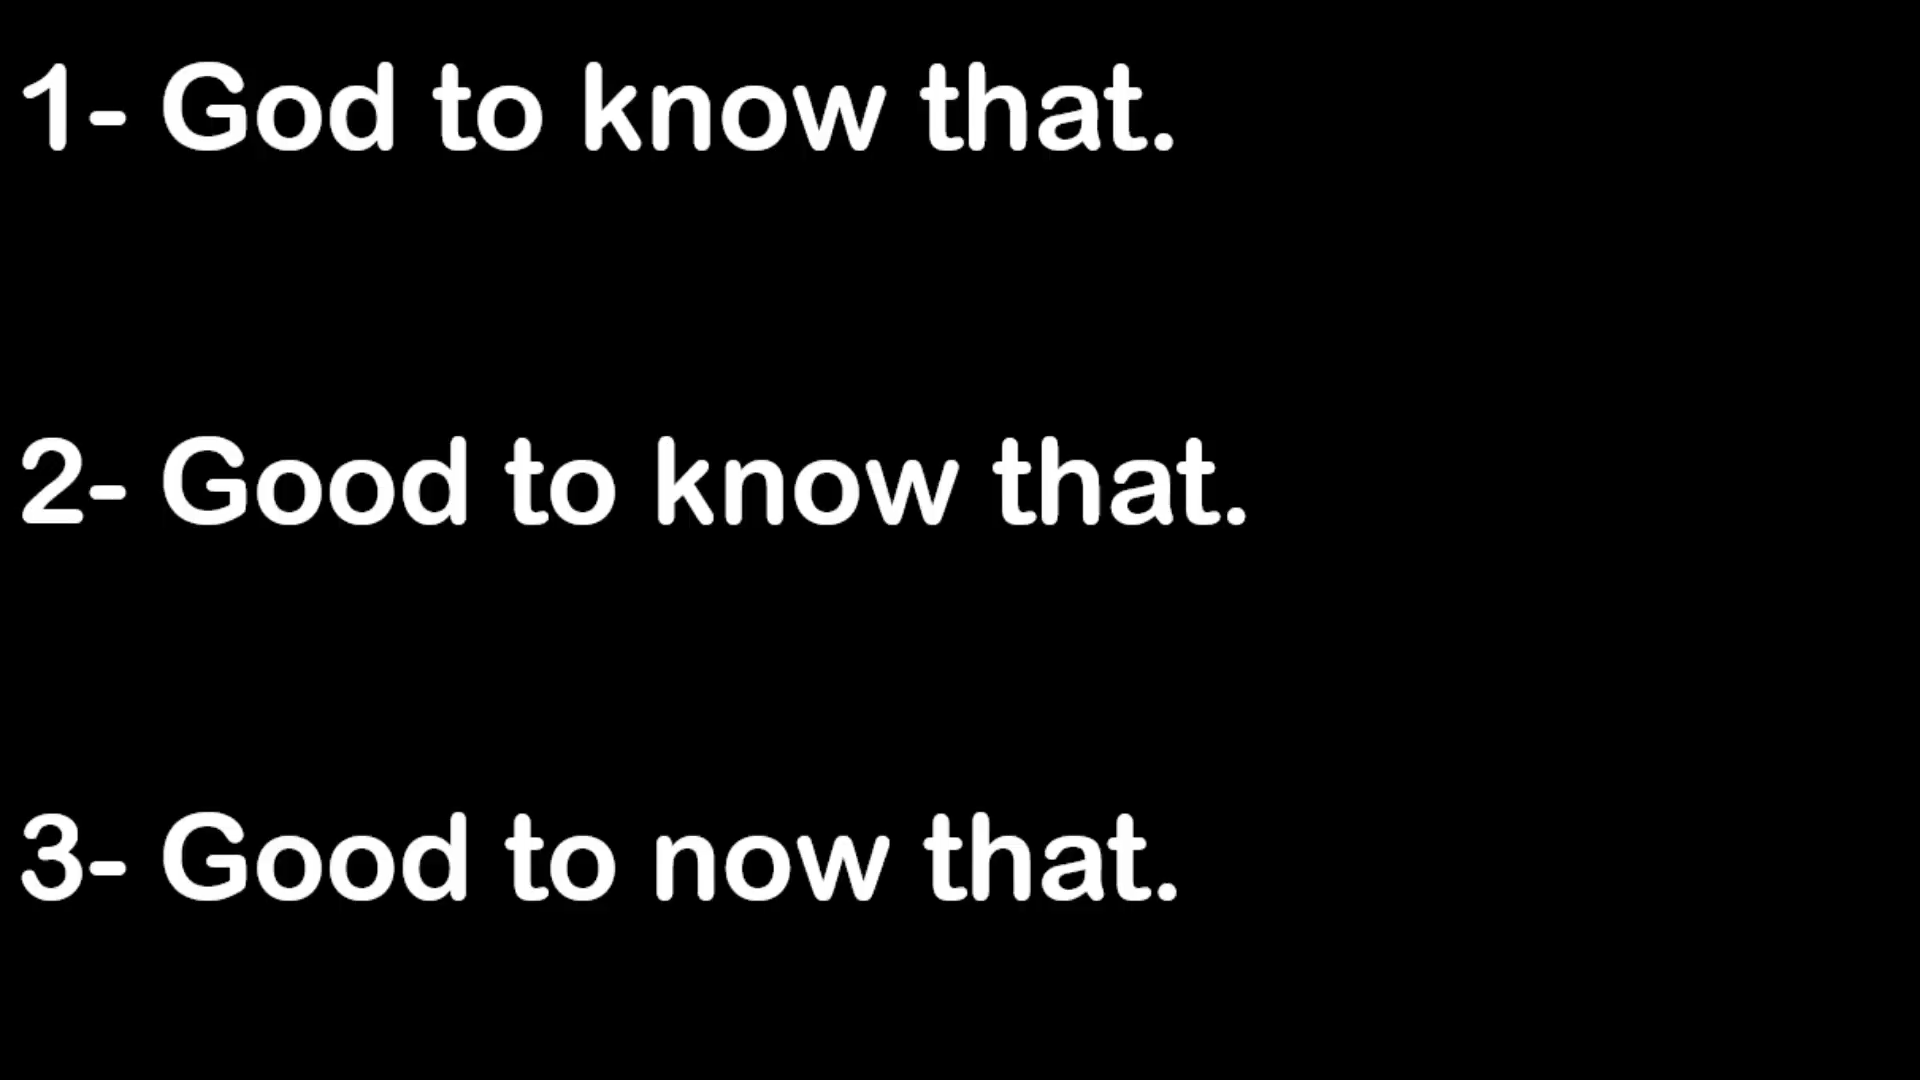 1- God to know that.
2- Good to know that.
3- Good to now that.